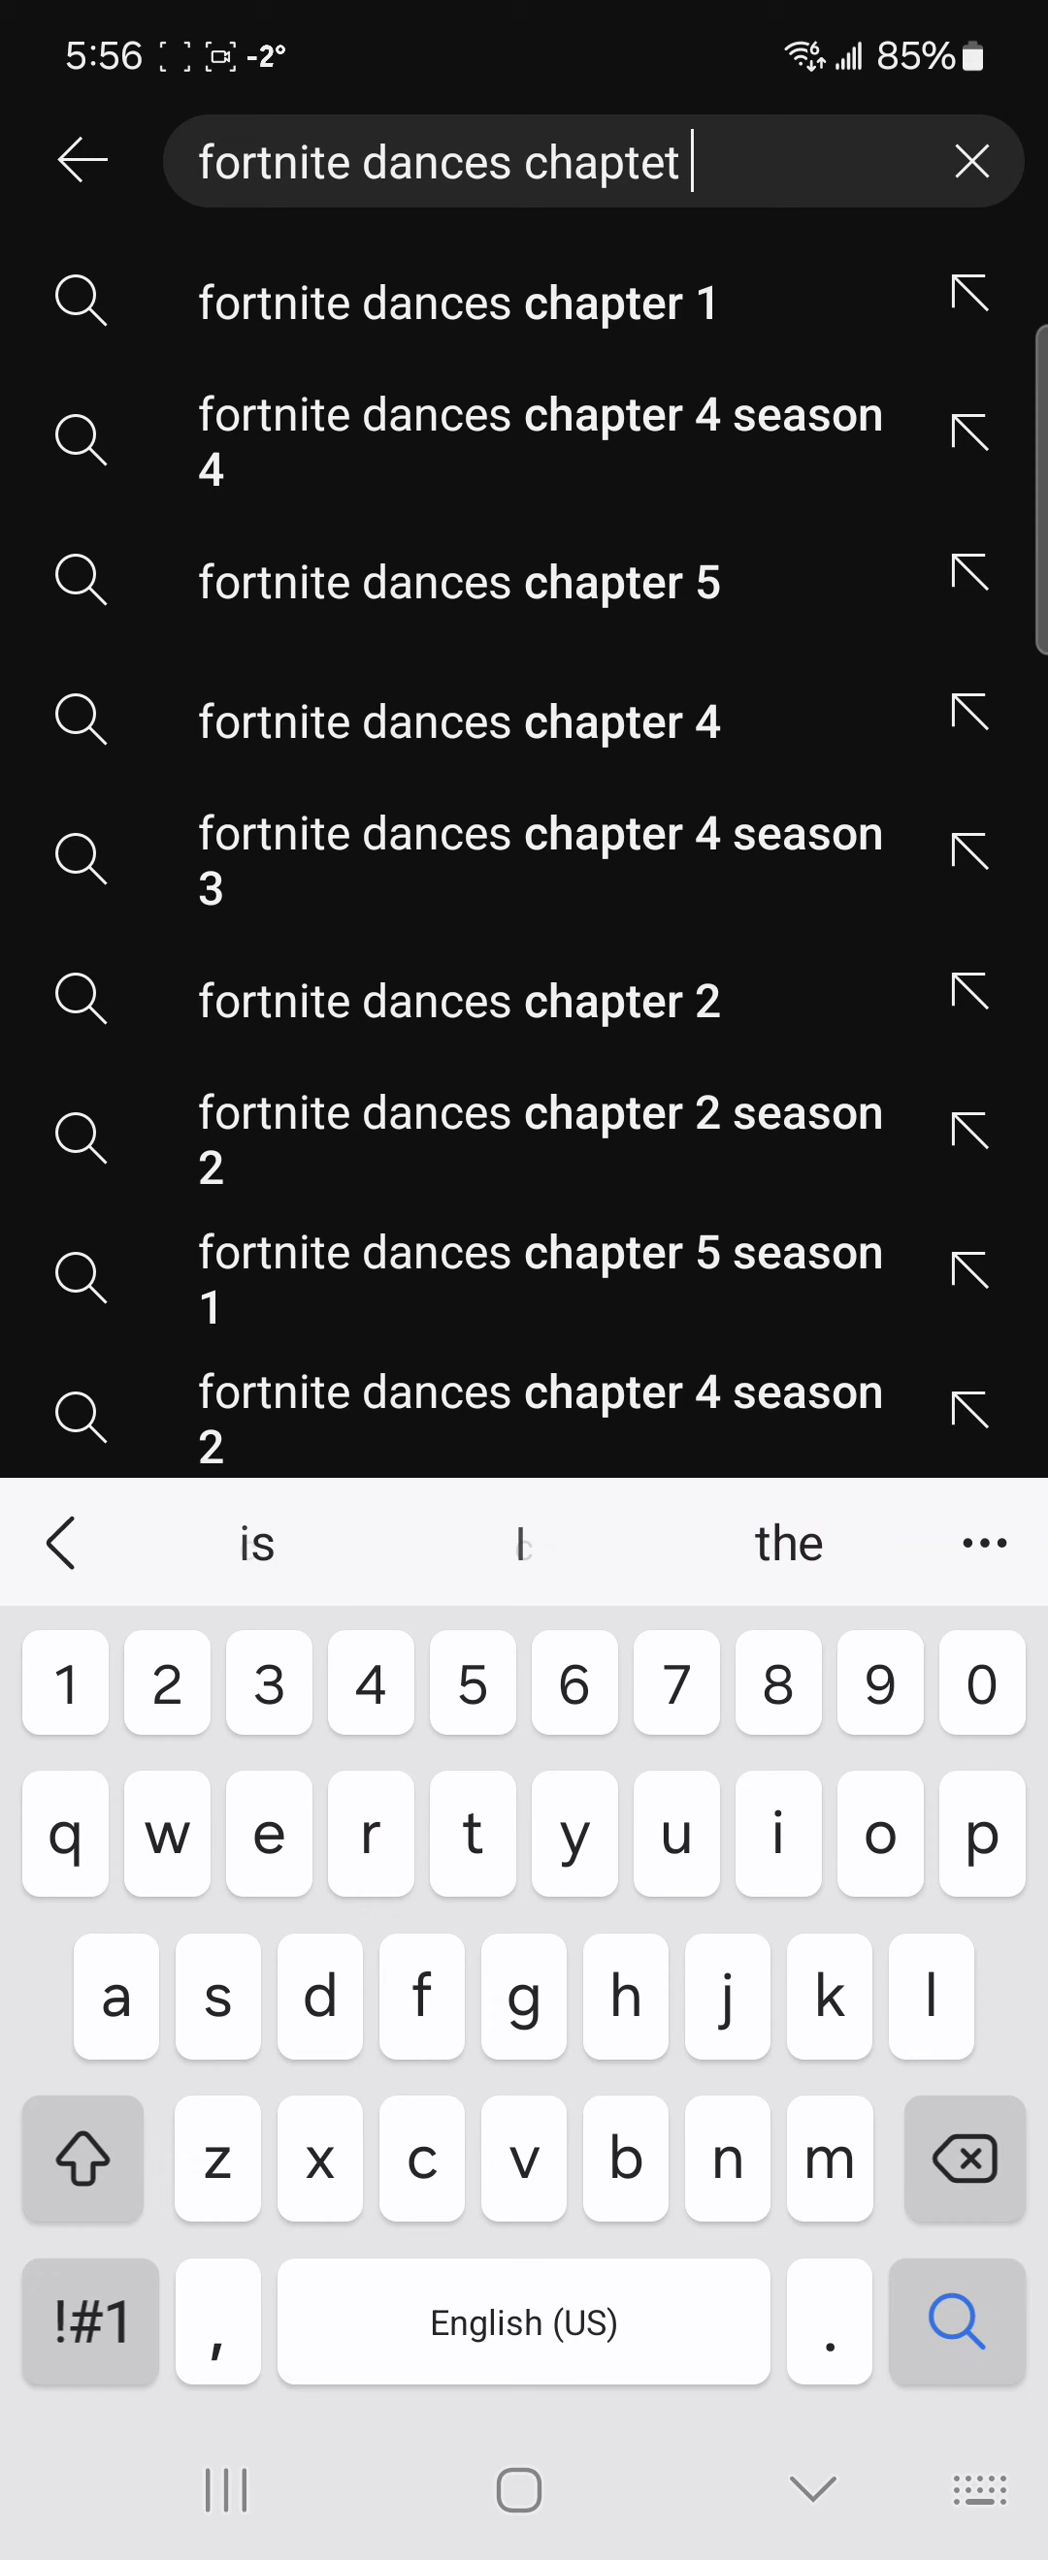 5:56 -2° 6 85%
fortnite dances chaptet
fortnite dances chapter 1
fortnite dances chapter 4 season
4
fortnite dances chapter 5
fortnite dances chapter 4
fortnite dances chapter 4 season
3
fortnite dances chapter 2
fortnite dances chapter 2 season
2
fortnite dances chapter 5 season
1
fortnite dances chapter 4 season
2
is I the
1 2 3 4 5 6 7 8 9 0
q w e r t y u i o p
a s d f g h j k l
z x c v b n m
!#1 , English (US) .